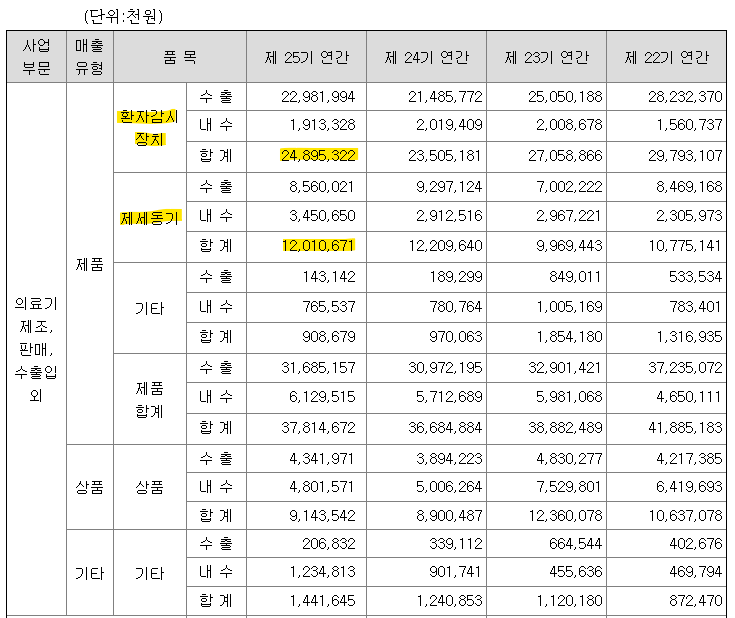 (단위:천원)
사업 부문 매출 유형 품 목 제 25기 연간 제 24기 연간 제 23기 연간 제 22기 연간
의료기 제조, 판매, 수출입 외 제품 환자감시 장치 수 출 22,981,994 21,485,772 25,050,188 28,232,370
내 수 1,913,328 2,019,409 2,008,678 1,560,737
합 계 24,895,322 23,505,181 27,058,866 29,793,107
제세동기 수 출 8,560,021 9,297,124 7,002,222 8,469,168
내 수 3,450,650 2,912,516 2,967,221 2,305,973
합 계 12,010,671 12,209,640 9,969,443 10,775,141
기타 수 출 143,142 189,299 849,011 533,534
내 수 765,537 780,764 1,005,169 783,401
합 계 908,679 970,063 1,854,180 1,316,935
제품 합계 수 출 31,685,157 30,972,195 32,901,421 37,235,072
내 수 6,129,515 5,712,689 5,981,068 4,650,111
합 계 37,814,672 36,684,884 38,882,489 41,885,183
상품 상품 수 출 4,341,971 3,894,223 4,830,277 4,217,385
내 수 4,801,571 5,006,264 7,529,801 6,419,693
합 계 9,143,542 8,900,487 12,360,078 10,637,078
기타 기타 수 출 206,832 339,112 664,544 402,676
내 수 1,234,813 901,741 455,636 469,794
합 계 1,441,645 1,240,853 1,120,180 872,470